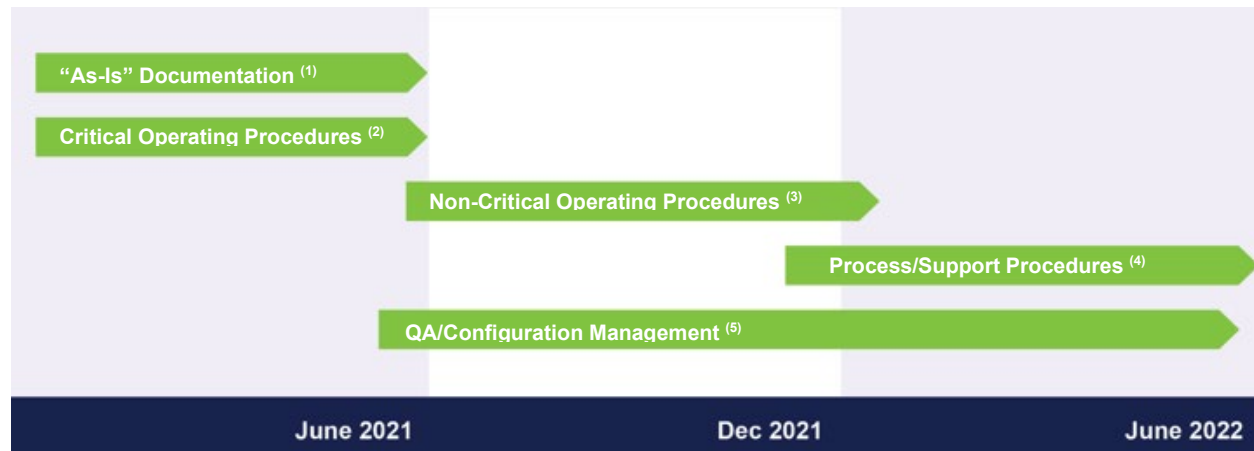 “As-Is” Documentation (1)
Critical Operating Procedures (2)
Non-Critical Operating Procedures (3)
Process/Support Procedures (4)
QA/Configuration Management (5)
June 2021 Dec 2021 June 2022